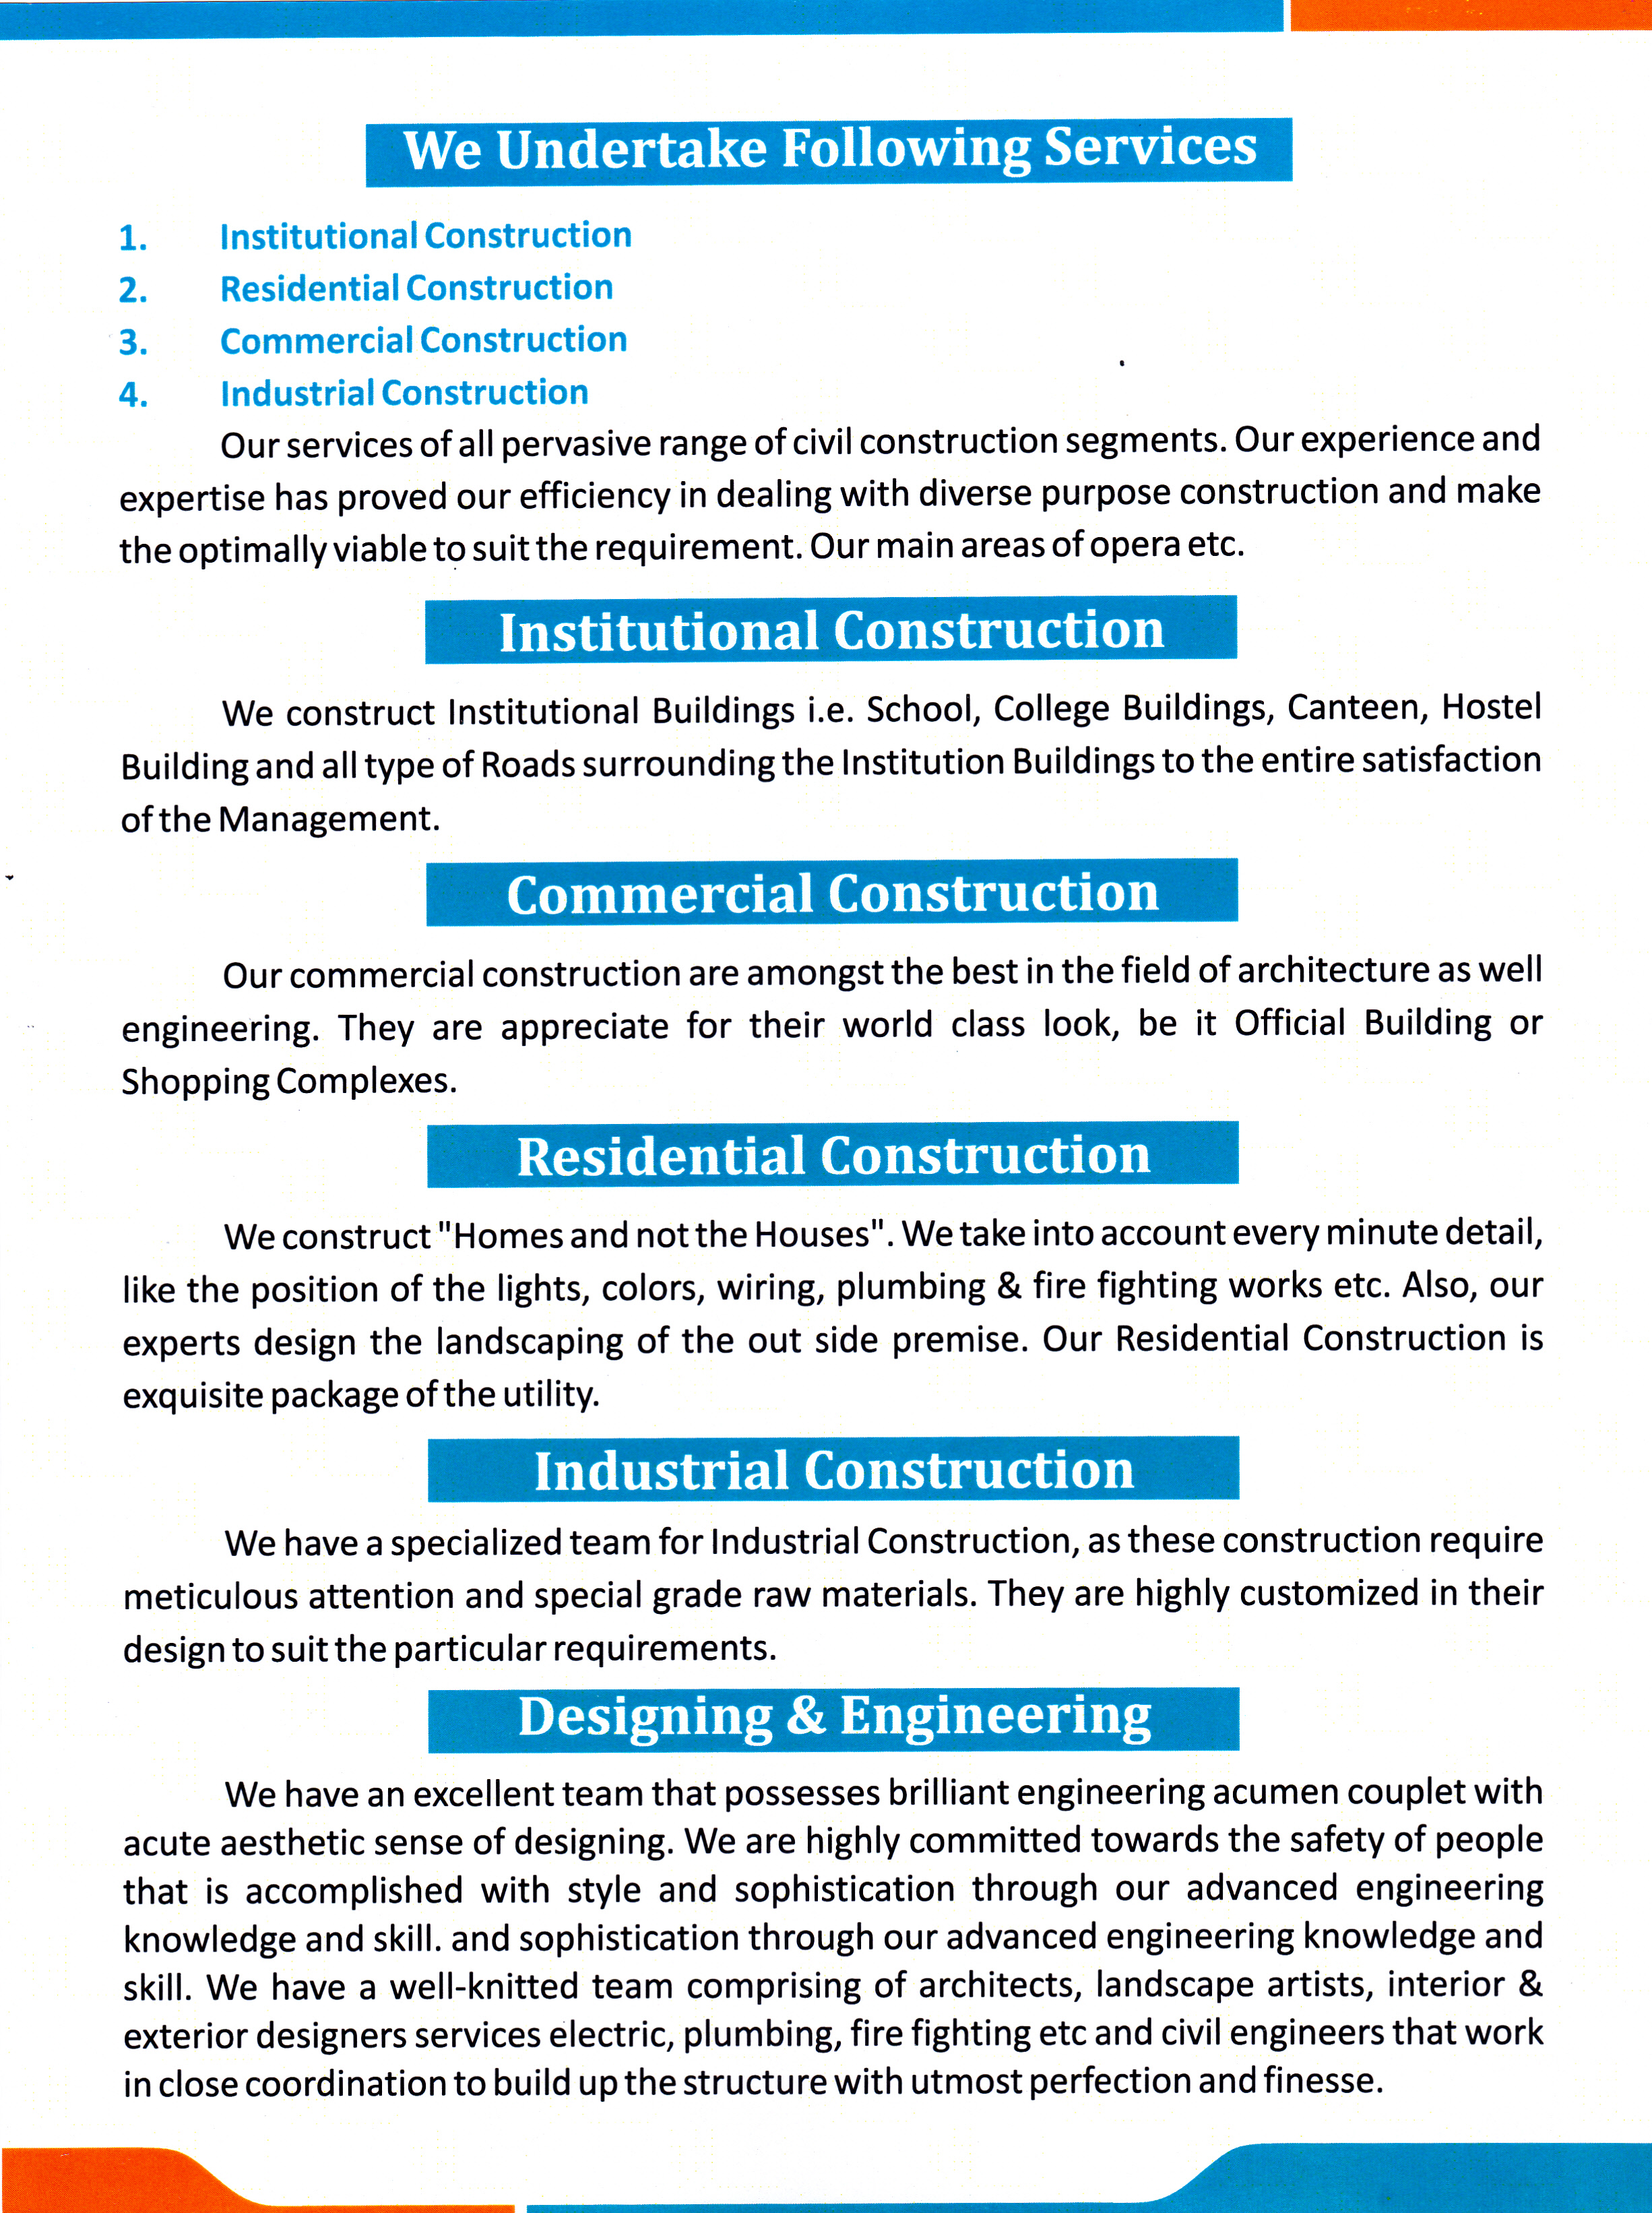 We Undertake Following Services
1. Institutional Construction
2. Residential Construction
3. Commercial Construction
4. Industrial Construction
Our services of all pervasive range of civil construction segments. Our experience and
expertise has proved our efficiency in dealing with diverse purpose construction and make
the optimally viable to suit the requirement. Our main areas of opera etc.
Institutional Construction
We construct Institutional Buildings i.e. School, College Buildings, Canteen, Hostel
Building and all type of Roads surrounding the Institution Buildings to the entire satisfaction
of the Management.
Commercial Construction
Our commercial construction are amongst the best in the field of architecture as well
engineering. They are appreciate for their world class look, be it Official Building or
Shopping Complexes.
Residential Construction
We construct "Homes and not the Houses". We take into account every minute detail,
like the position of the lights, colors, wiring, plumbing & fire fighting works etc. Also, our
experts design the landscaping of the out side premise. Our Residential Construction is
exquisite package of the utility.
Industrial Construction
We have a specialized team for Industrial Construction, as these construction require
meticulous attention and special grade raw materials. They are highly customized in their
design to suit the particular requirements.
Designing & Engineering
We have an excellent team that possesses brilliant engineering acumen couplet with
acute aesthetic sense of designing. We are highly committed towards the safety of people
that is accomplished with style and sophistication through our advanced engineering
knowledge and skill. and sophistication through our advanced engineering knowledge and
skill. We have a well-knitted team comprising of architects, landscape artists, interior &
exterior designers services electric, plumbing, fire fighting etc and civil engineers that work
in close coordination to build up the structure with utmost perfection and finesse.